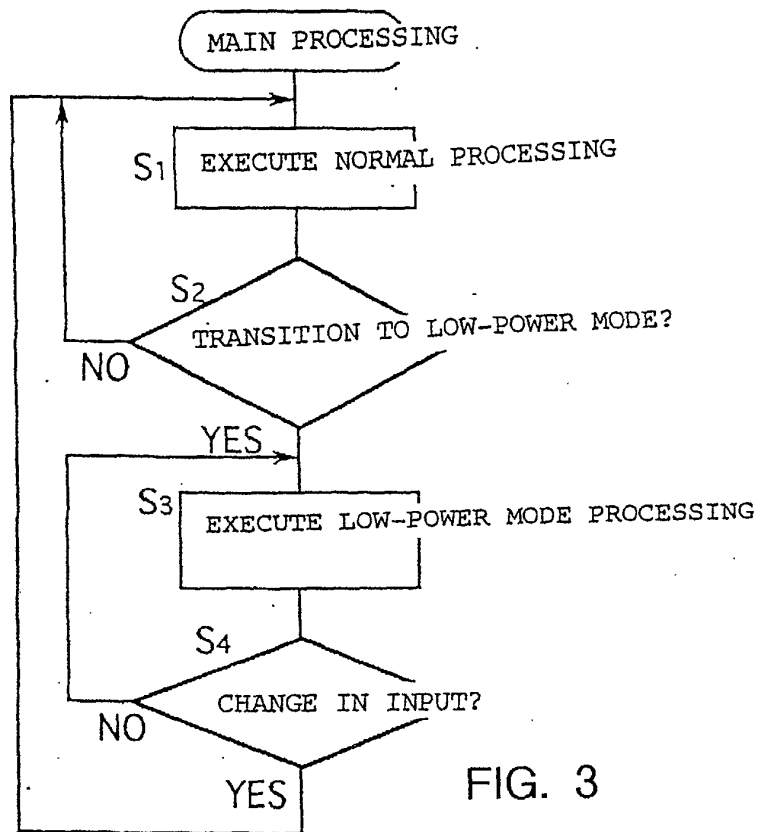 MAIN PROCESSING
S1 EXECUTE NORMAL PROCESSING
S2
TRANSITION TO LOW-POWER MODE?
NO
YES
S3 EXECUTE LOW-POWER MODE PROCESSING
S4
CHANGE IN INPUT?
NO
YES
FIG. 3